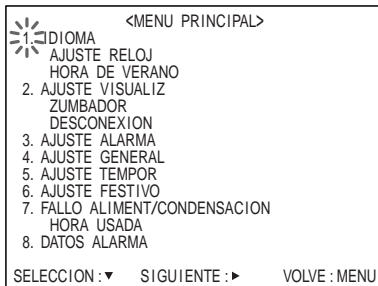 <MENU PRINCIPAL>
1. IDIOMA
AJUSTE RELOJ
HORA DE VERANO
2. AJUSTE VISUALIZ
ZUMBADOR
DESCONEXION
3. AJUSTE ALARMA
4. AJUSTE GENERAL
5. AJUSTE TEMPOR
6. AJUSTE FESTIVO
7. FALLO ALIMENT/CONDENSACION
HORA USADA
8. DATOS ALARMA
SELECCION : ▼ SIGUIENTE : ► VOLVE : MENU